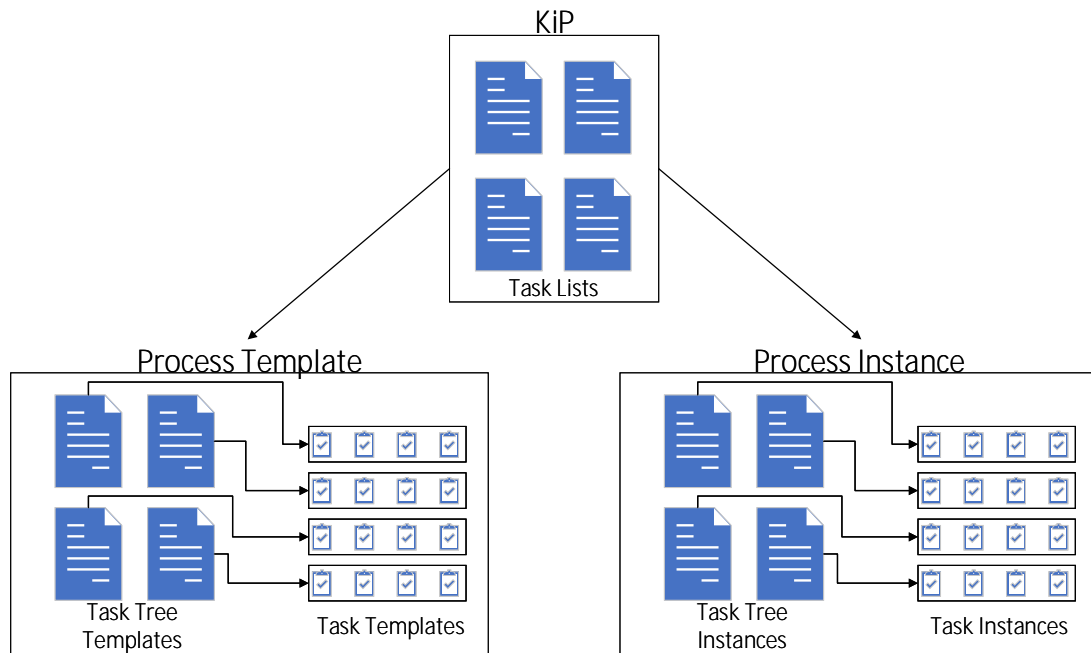 KiP
Task Lists
Process Template
Process Instance
Task Tree
Templates
Task Templates
Task Tree
Instances
Task Instances